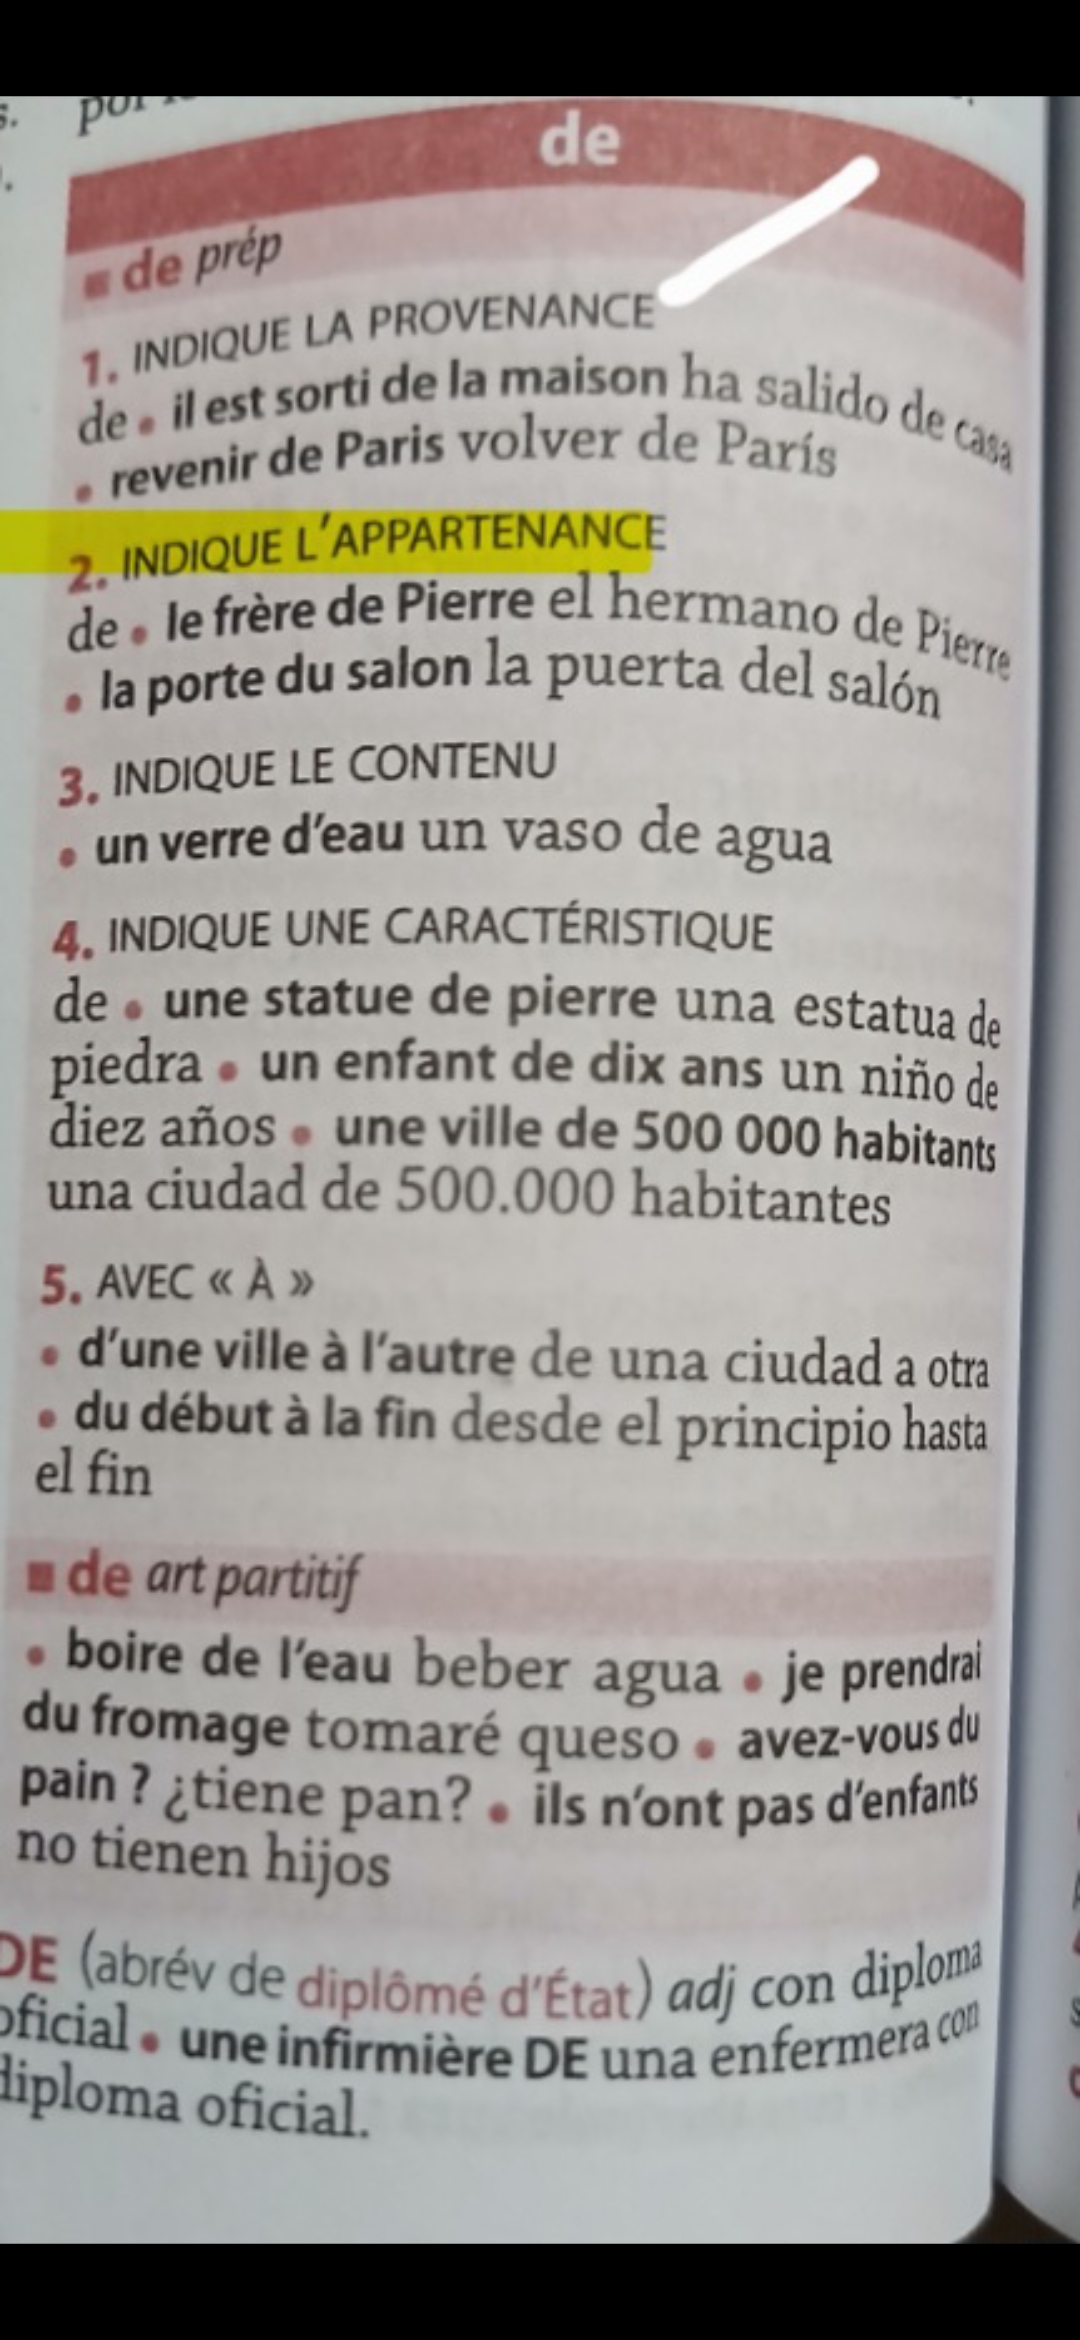 de
■ de prép
1. INDIQUE LA PROVENANCE
de • il est sorti de la maison ha salido de casa
• revenir de Paris volver de París
2. INDIQUE L'APPARTENANCE
de • le frère de Pierre el hermano de Pierre
• la porte du salon la puerta del salón
3. INDIQUE LE CONTENU
• un verre d'eau un vaso de agua
4. INDIQUE UNE CARACTÉRISTIQUE
de • une statue de pierre una estatua de
piedra • un enfant de dix ans un niño de
diez años • une ville de 500 000 habitants
una ciudad de 500.000 habitantes
5. AVEC « À »
• d'une ville à l'autre de una ciudad a otra
• du début à la fin desde el principio hasta
el fin
■ de art partitif
• boire de l'eau beber agua • je prendrai
du fromage tomaré queso • avez-vous du
pain ? ¿tiene pan? • ils n'ont pas d'enfants
no tienen hijos
DE (abrév de diplômé d'État) adj con diploma
oficial • une infirmière DE una enfermera con
diploma oficial.